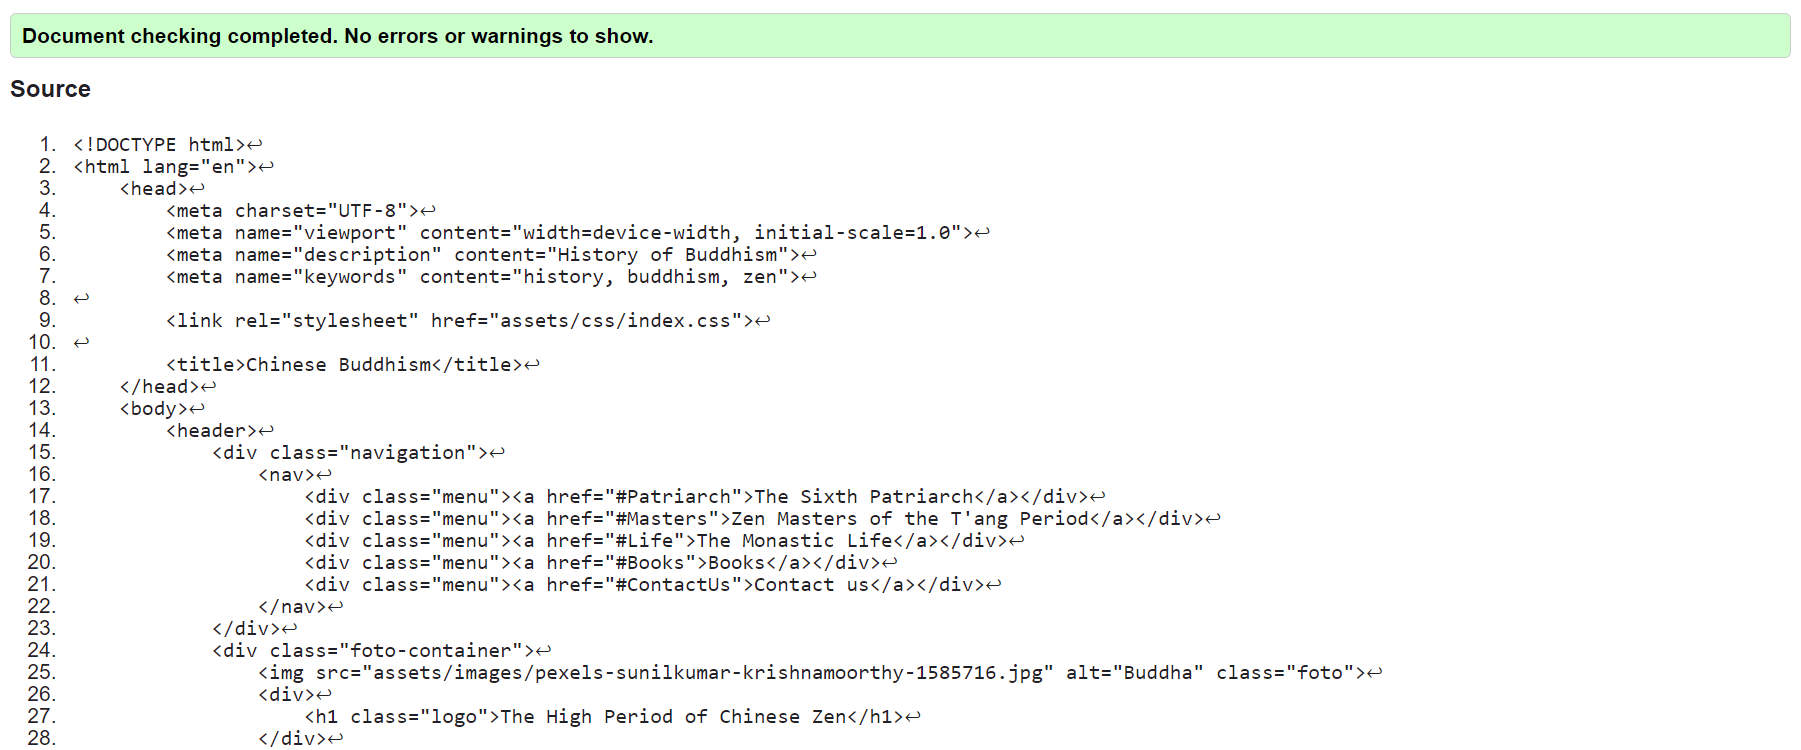 Document checking completed. No errors or warnings to show.
Source
1. <!DOCTYPE html>↩
2. <html lang="en">↩
3.     <head>↩
4.         <meta charset="UTF-8">↩
5.         <meta name="viewport" content="width=device-width, initial-scale=1.0">↩
6.         <meta name="description" content="History of Buddhism">↩
7.         <meta name="keywords" content="history, buddhism, zen">↩
8. ↩
9.         <link rel="stylesheet" href="assets/css/index.css">↩
10. ↩
11.         <title>Chinese Buddhism</title>↩
12.     </head>↩
13.     <body>↩
14.         <header>↩
15.             <div class="navigation">↩
16.                 <nav>↩
17.                     <div class="menu"><a href="#Patriarch">The Sixth Patriarch</a></div>↩
18.                     <div class="menu"><a href="#Masters">Zen Masters of the T'ang Period</a></div>↩
19.                     <div class="menu"><a href="#Life">The Monastic Life</a></div>↩
20.                     <div class="menu"><a href="#Books">Books</a></div>↩
21.                     <div class="menu"><a href="#ContactUs">Contact us</a></div>↩
22.                 </nav>↩
23.             </div>↩
24.             <div class="foto-container">↩
25.                 <img src="assets/images/pexels-sunilkumar-krishnamoorthy-1585716.jpg" alt="Buddha" class="foto">↩
26.                 <div>↩
27.                     <h1 class="logo">The High Period of Chinese Zen</h1>↩
28.                 </div>↩